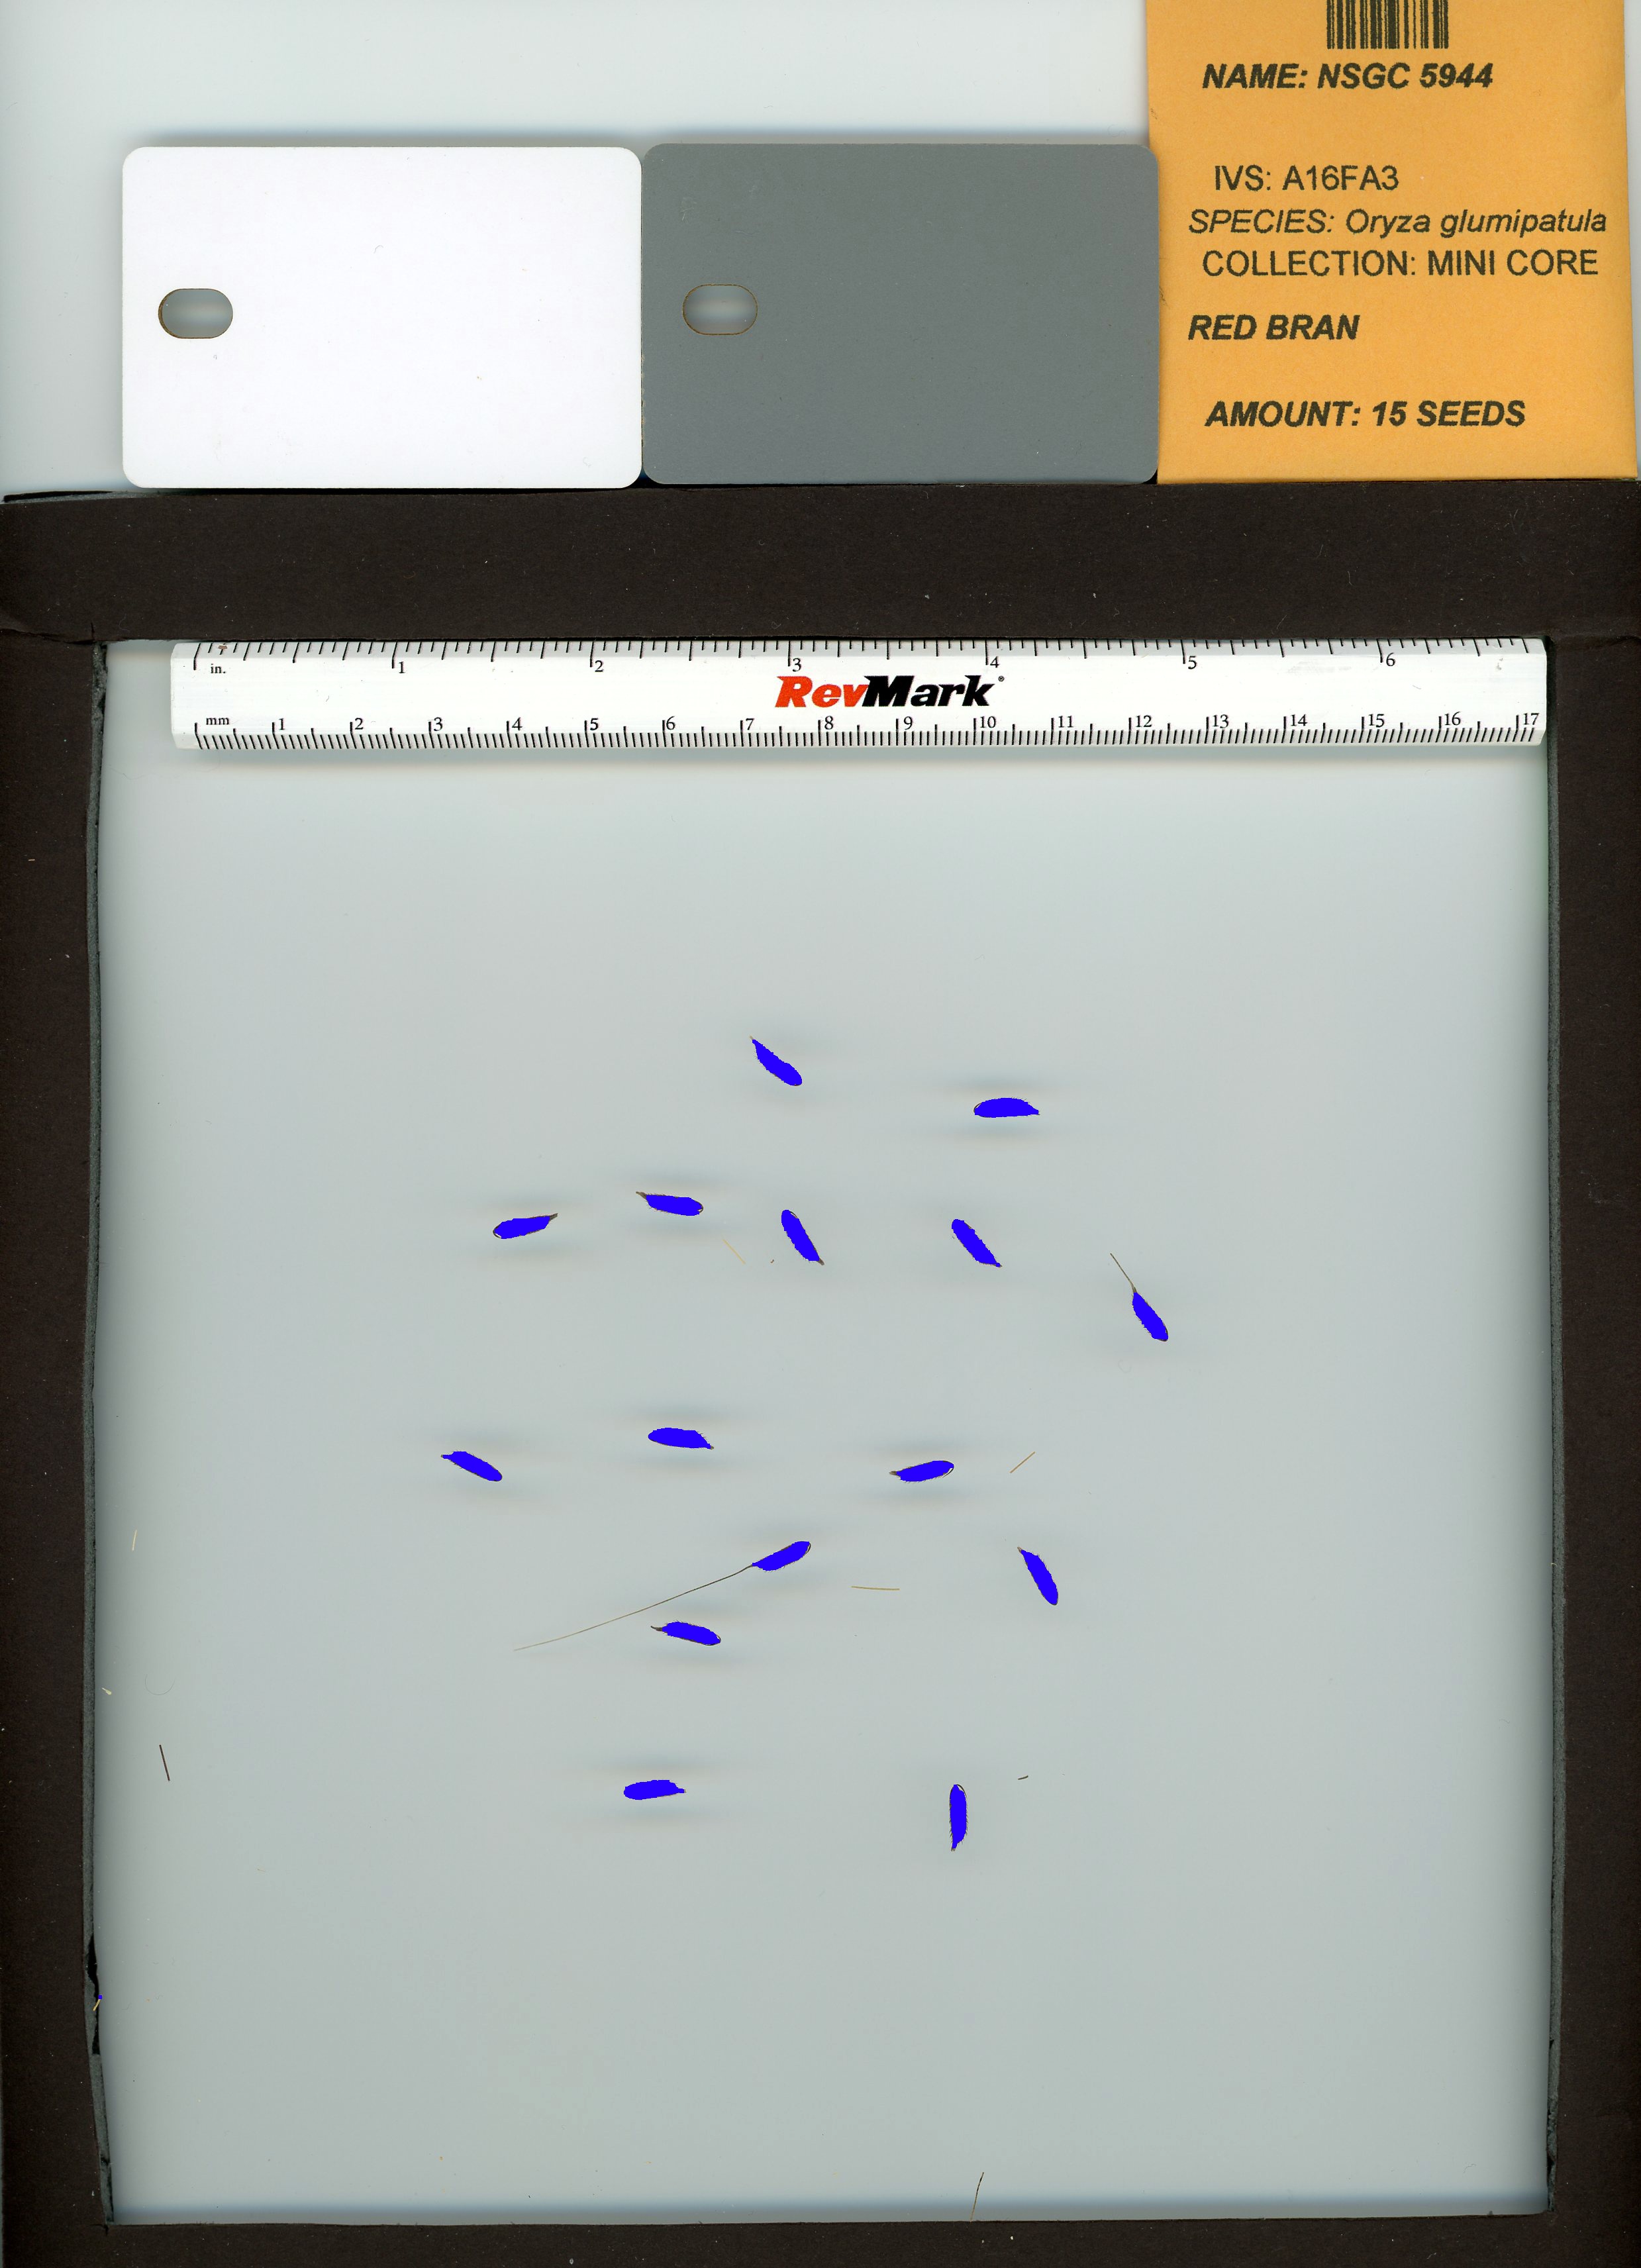 NAME: NSGC 5944
IVS: A16FA3
SPECIES: Oryza glumipatula
COLLECTION: MINI CORE
RED BRAN
AMOUNT: 15 SEEDS
in. 1 2 3 4 5 6
RevMark®
mm 1 2 3 4 5 6 7 8 9 10 11 12 13 14 15 16 17